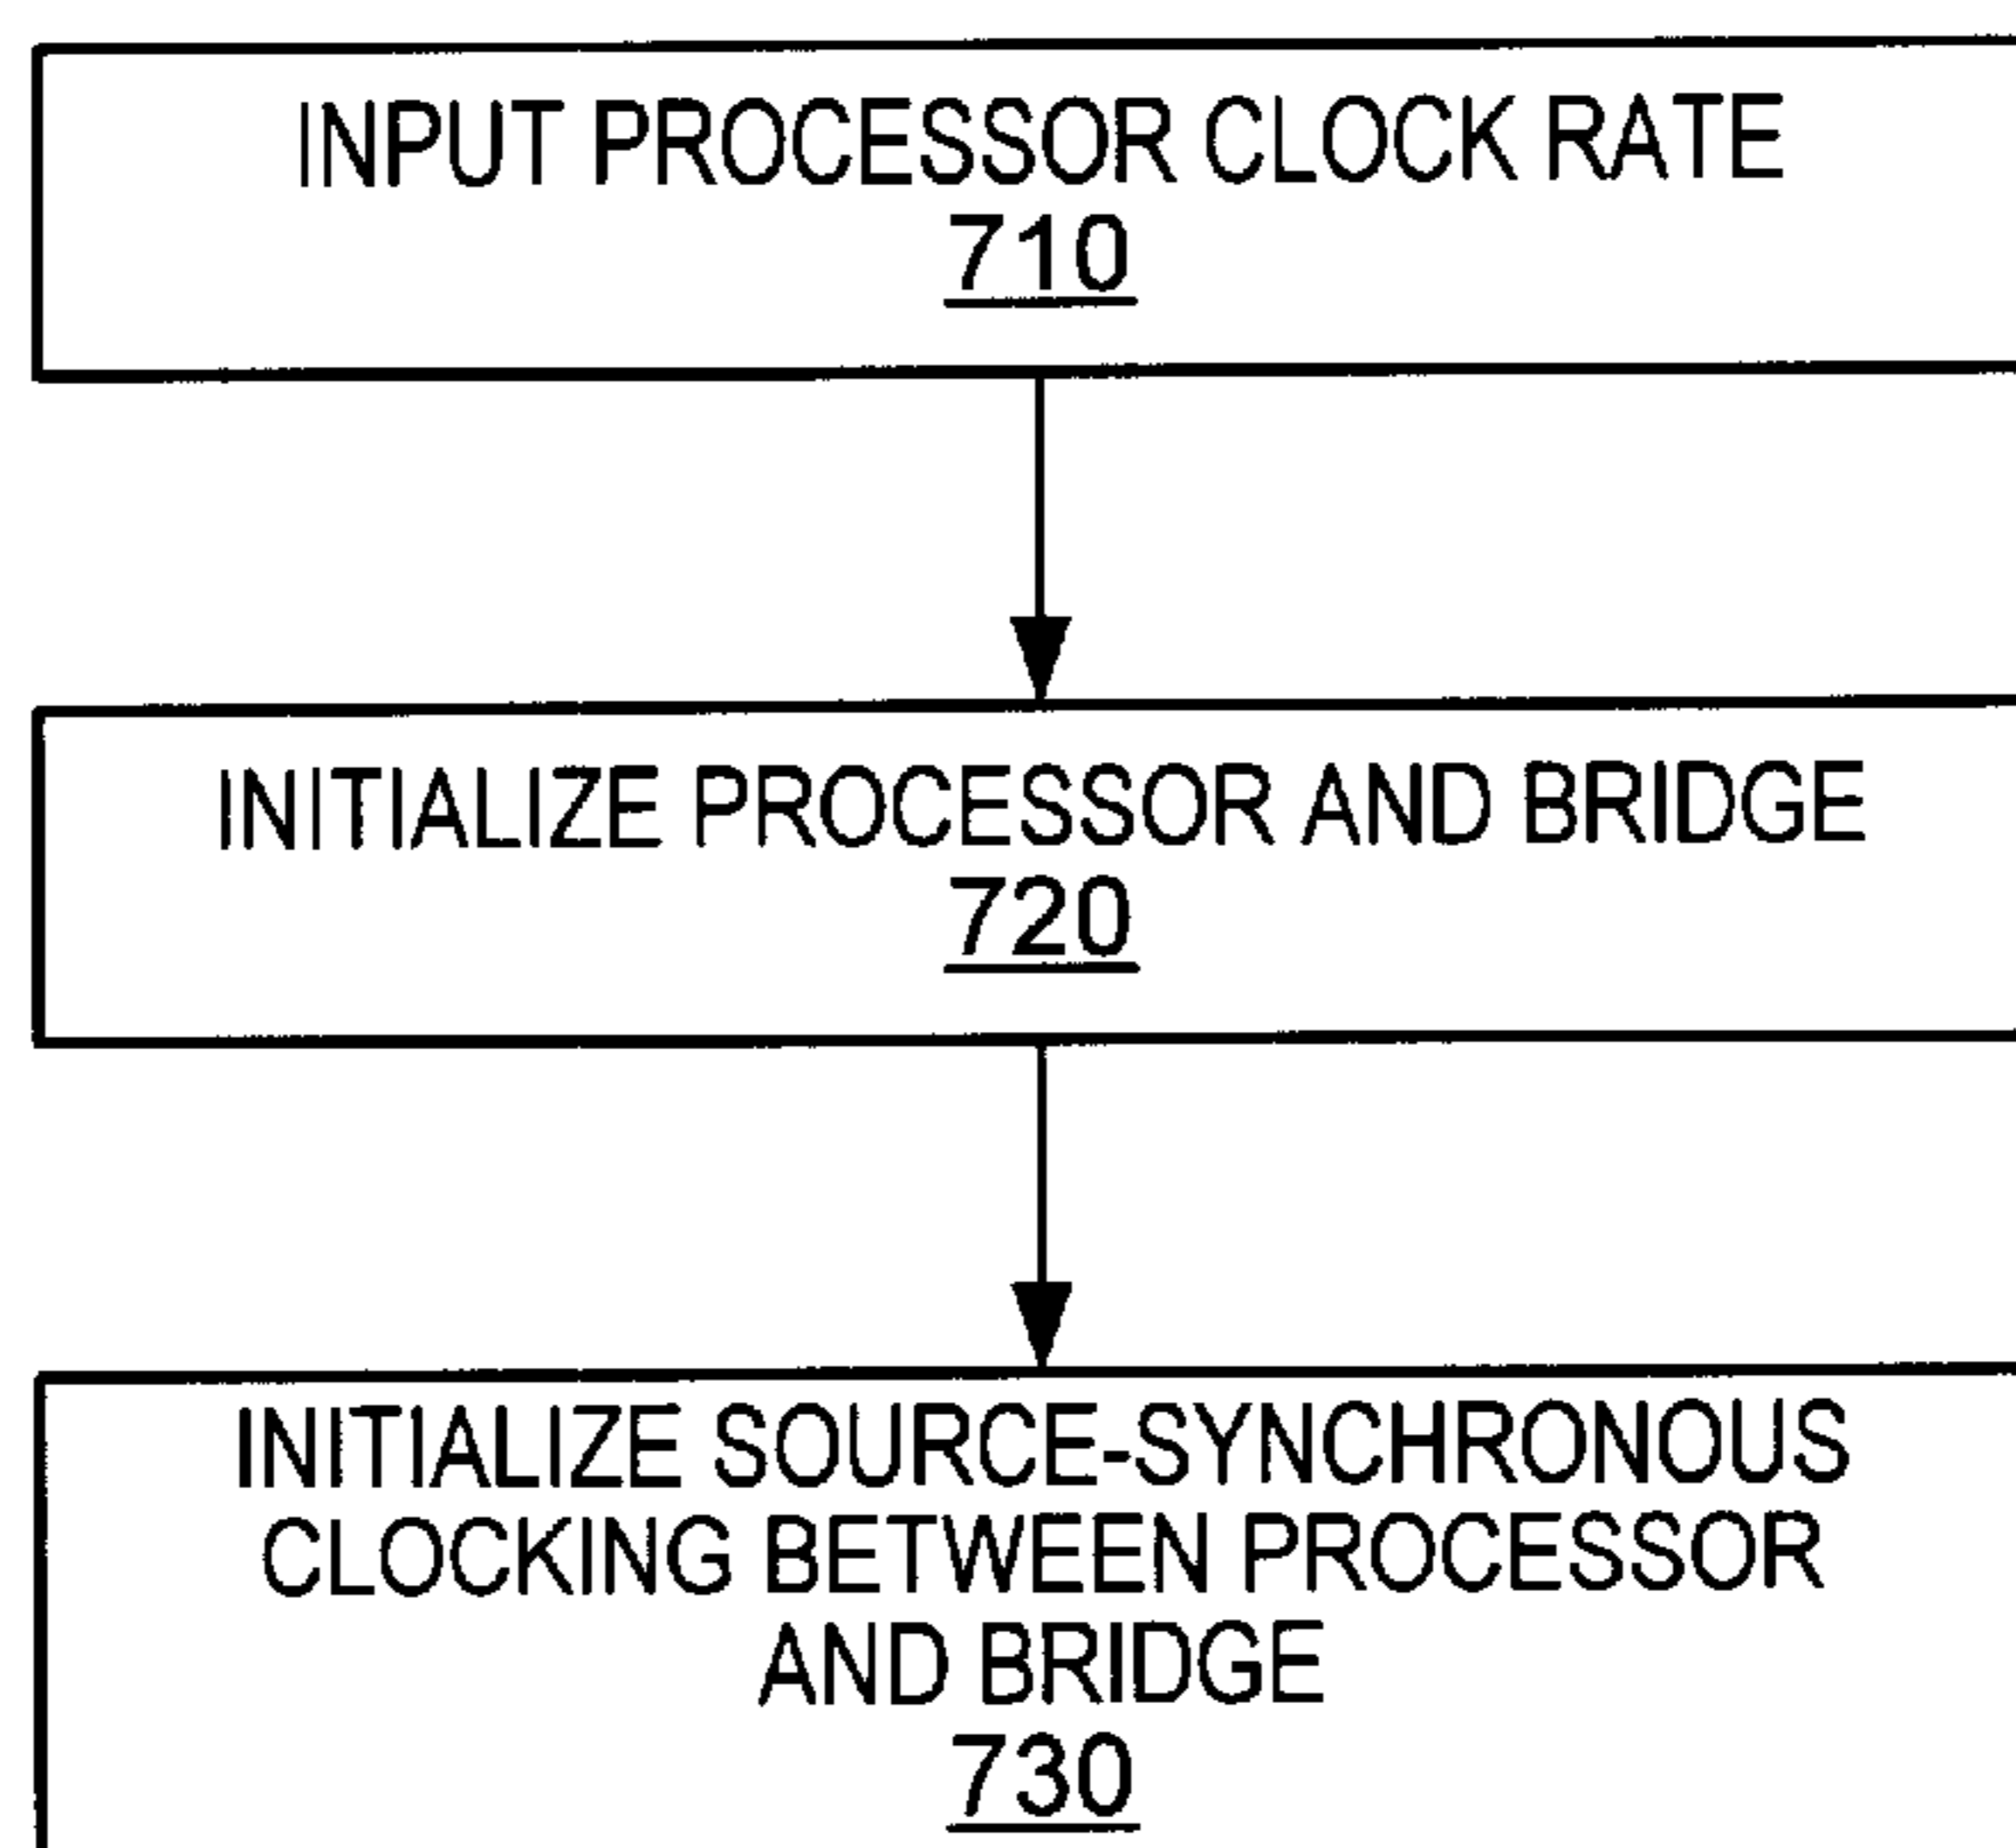 INPUT PROCESSOR CLOCK RATE
710
INITIALIZE PROCESSOR AND BRIDGE
720
INITIALIZE SOURCE-SYNCHRONOUS
CLOCKING BETWEEN PROCESSOR
AND BRIDGE
730